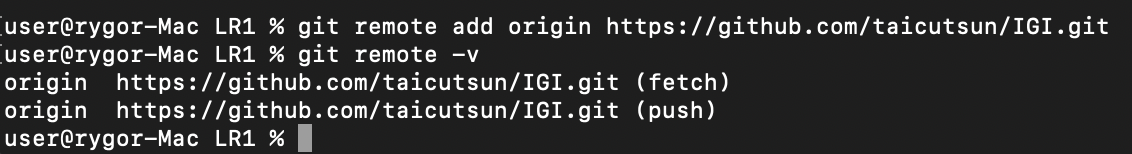 user@rygor-Mac LR1 % git remote add origin https://github.com/taicutsun/IGI.git
user@rygor-Mac LR1 % git remote -v
origin  https://github.com/taicutsun/IGI.git (fetch)
origin  https://github.com/taicutsun/IGI.git (push)
user@rygor-Mac LR1 %